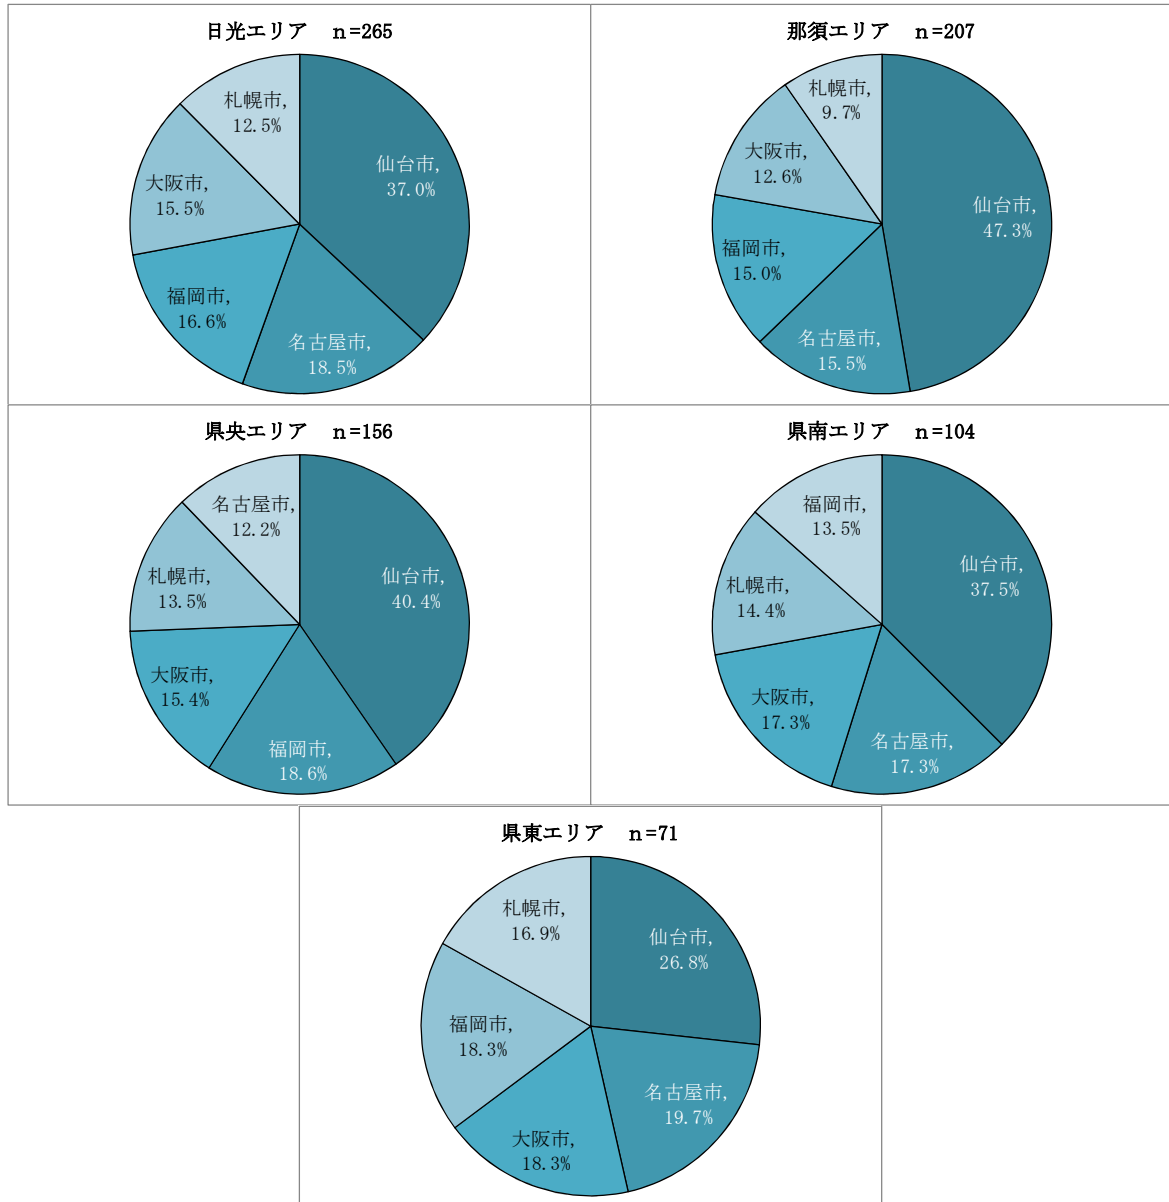 日光エリア　n=265
仙台市,
37.0%
名古屋市,
18.5%
福岡市,
16.6%
大阪市,
15.5%
札幌市,
12.5%
那須エリア　n=207
仙台市,
47.3%
名古屋市,
15.5%
福岡市,
15.0%
大阪市,
12.6%
札幌市,
9.7%
県央エリア　n=156
仙台市,
40.4%
福岡市,
18.6%
大阪市,
15.4%
札幌市,
13.5%
名古屋市,
12.2%
県南エリア　n=104
仙台市,
37.5%
名古屋市,
17.3%
大阪市,
17.3%
札幌市,
14.4%
福岡市,
13.5%
県東エリア　n=71
仙台市,
26.8%
名古屋市,
19.7%
大阪市,
18.3%
福岡市,
18.3%
札幌市,
16.9%